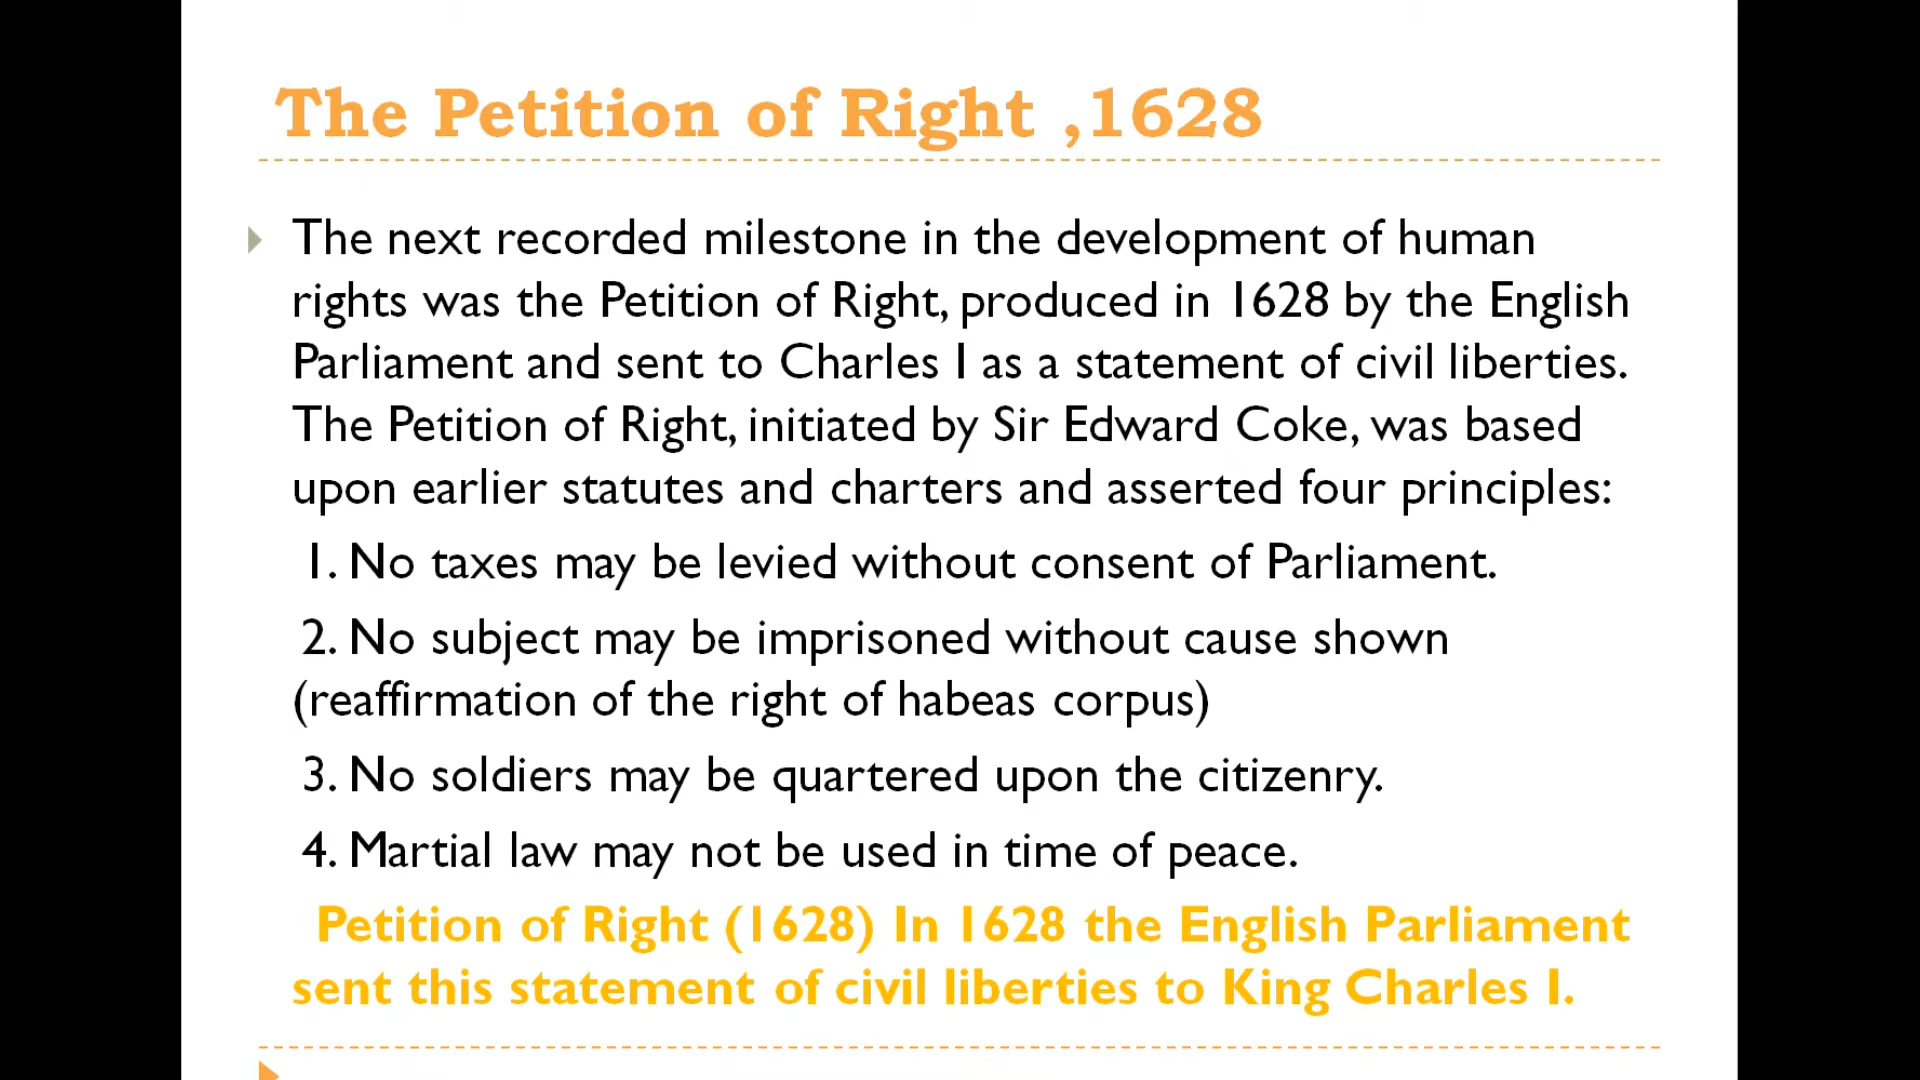 The Petition of Right ,1628
The next recorded milestone in the development of human
rights was the Petition of Right, produced in 1628 by the English
Parliament and sent to Charles I as a statement of civil liberties.
The Petition of Right, initiated by Sir Edward Coke, was based
upon earlier statutes and charters and asserted four principles:
1. No taxes may be levied without consent of Parliament.
2. No subject may be imprisoned without cause shown
(reaffirmation of the right of habeas corpus)
3. No soldiers may be quartered upon the citizenry.
4. Martial law may not be used in time of peace.
Petition of Right (1628) In 1628 the English Parliament
sent this statement of civil liberties to King Charles I.